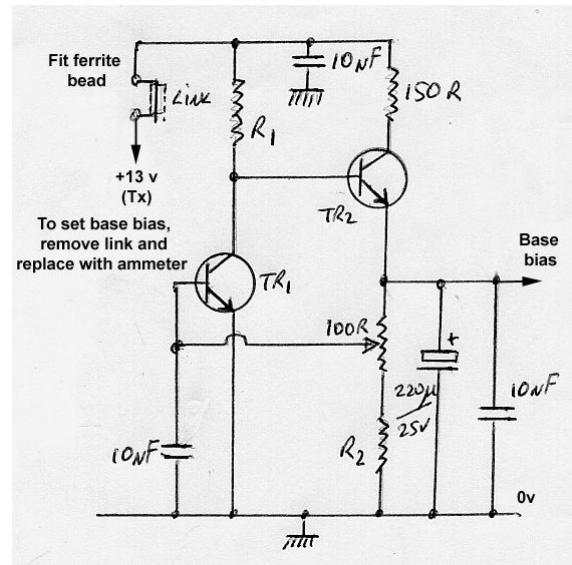 Fit ferrite
bead
LINK
+13 v
(Tx)
To set base bias,
remove link and
replace with ammeter
R1
10NF
150R
TR2
TR1
Base
bias
100R
+
220µ
25V
10NF
10NF
R2
0v